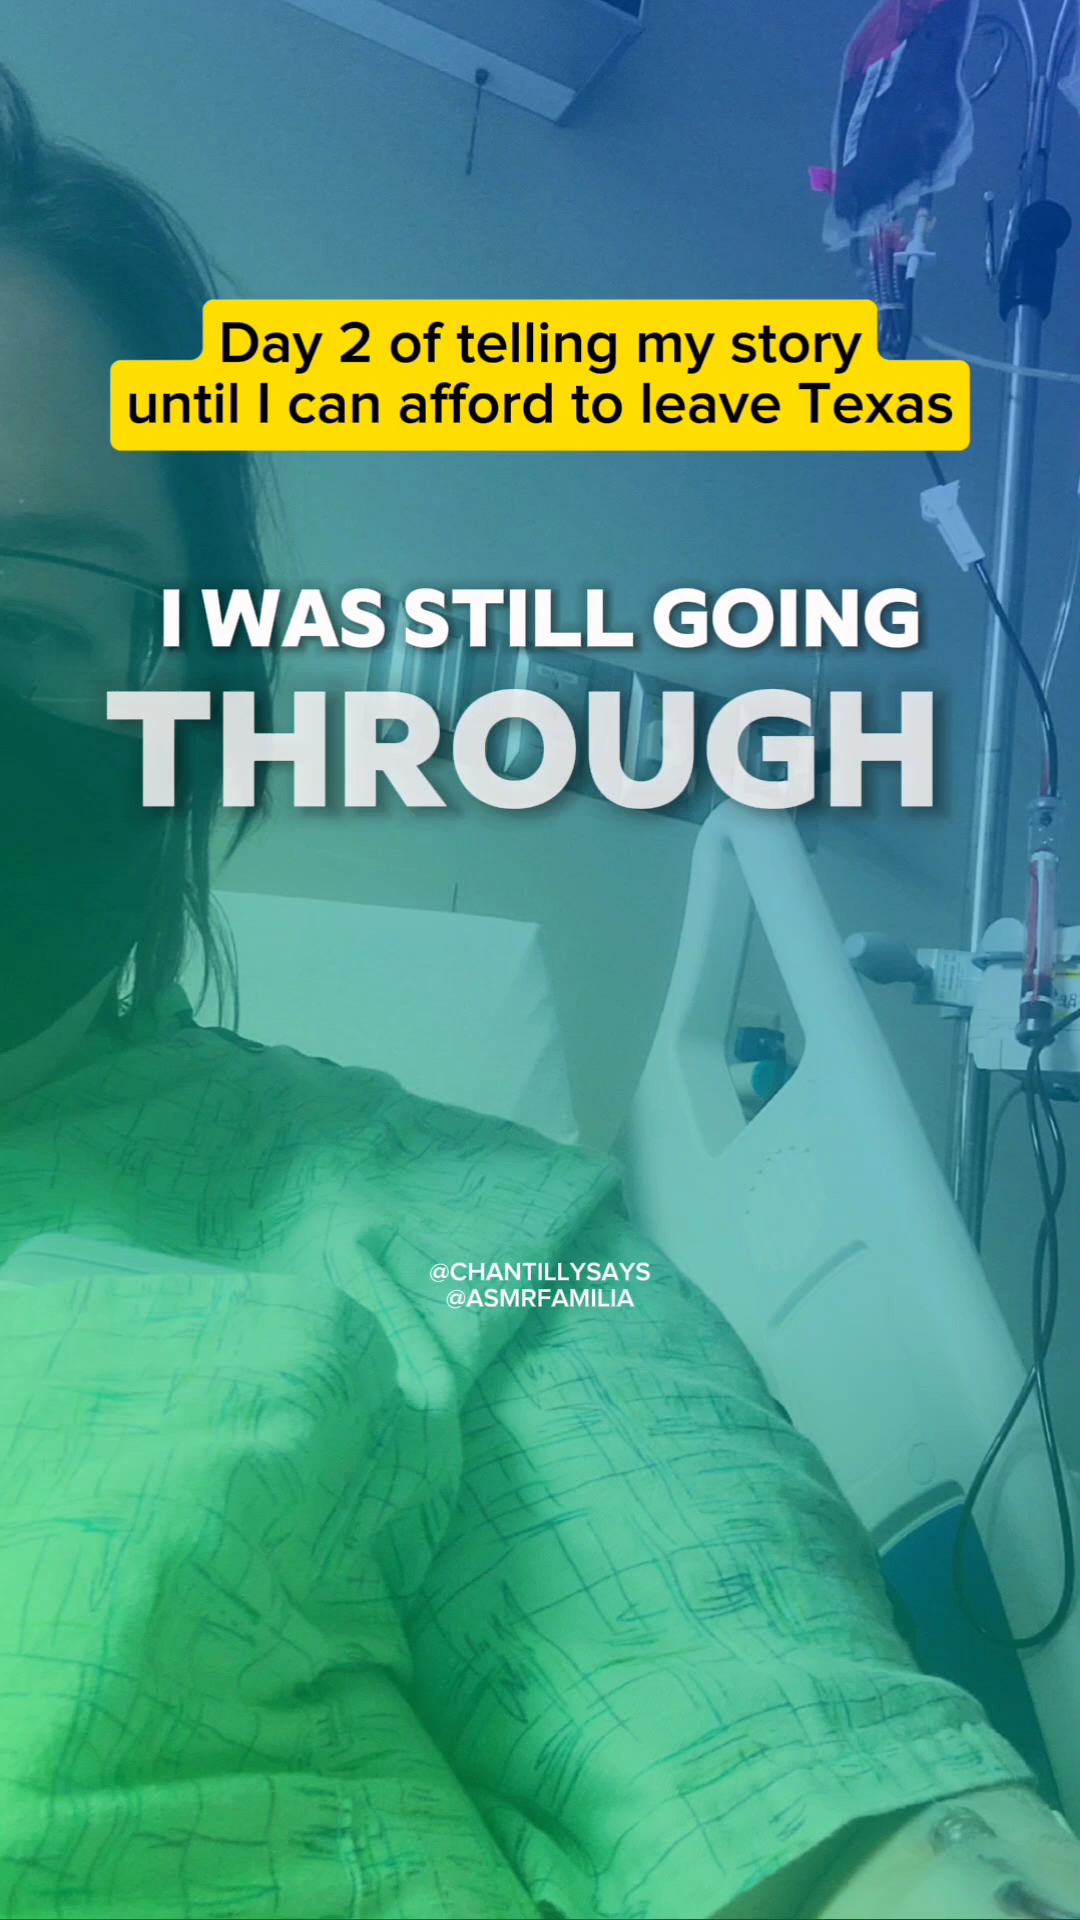 Day 2 of telling my story
until I can afford to leave Texas
I WAS STILL GOING
THROUGH
@CHANTILLYSAYS
@ASMRFAMILIA